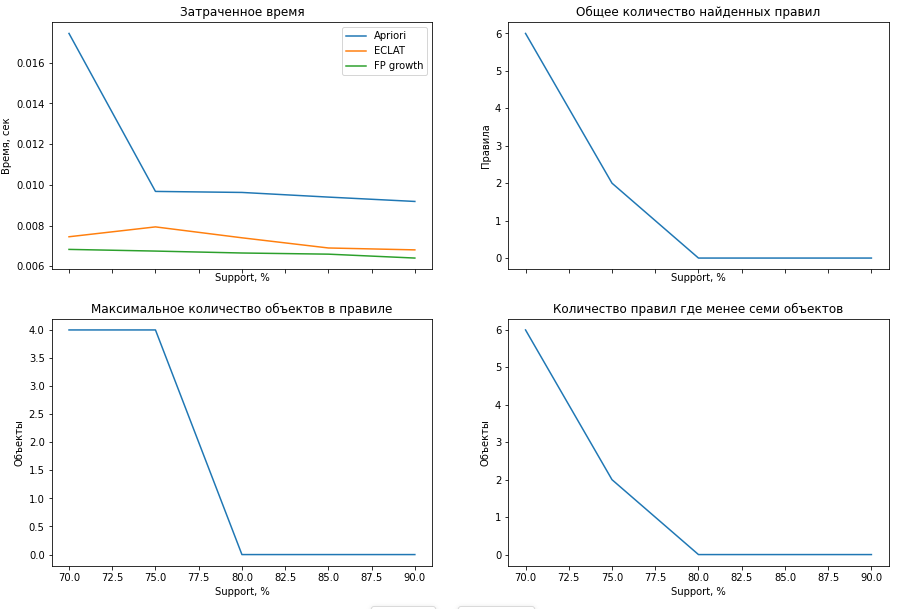 Затраченное время
Время, сек
0.016
0.014
0.012
0.010
0.008
0.006
Apriori
ECLAT
FP growth
Support, %
Общее количество найденных правил
Правила
6
5
4
3
2
1
0
Support, %
Максимальное количество объектов в правиле
Объекты
4.0
3.5
3.0
2.5
2.0
1.5
1.0
0.5
0.0
70.0 72.5 75.0 77.5 80.0 82.5 85.0 87.5 90.0
Support, %
Количество правил где менее семи объектов
Объекты
6
5
4
3
2
1
0
70.0 72.5 75.0 77.5 80.0 82.5 85.0 87.5 90.0
Support, %